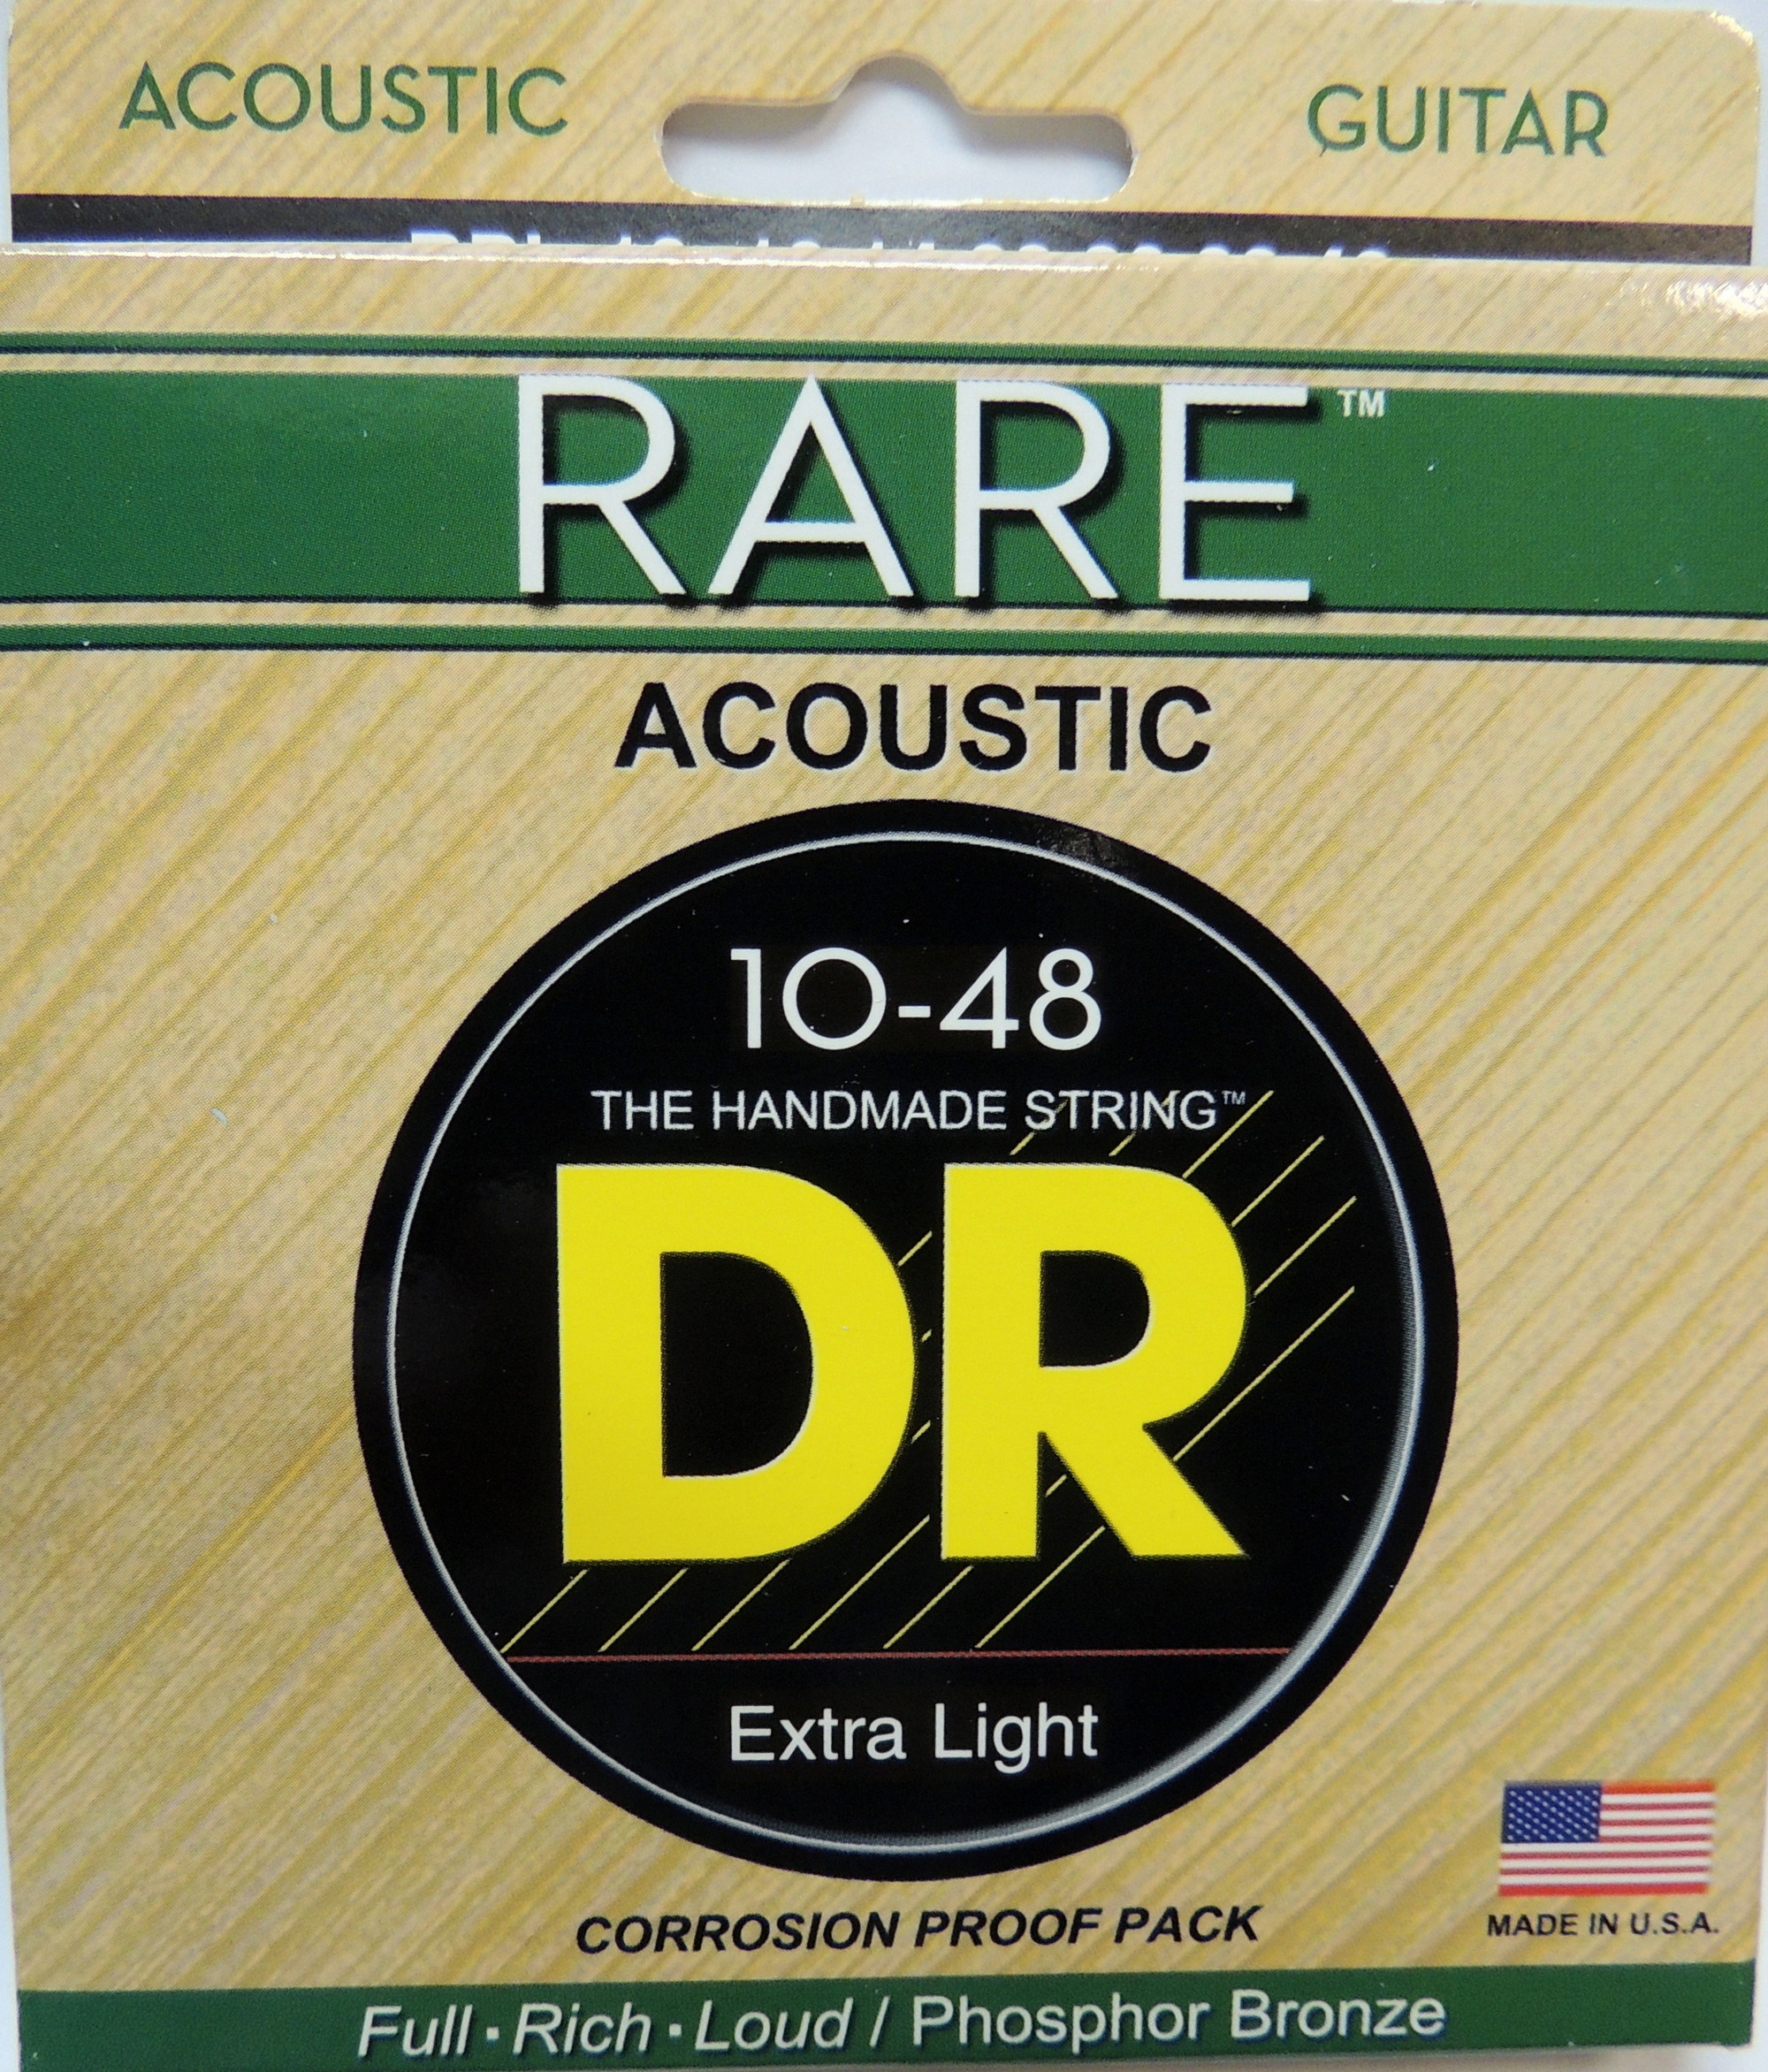 ACOUSTIC GUITAR
RARE™
ACOUSTIC
10-48
THE HANDMADE STRING™
DR
Extra Light
CORROSION PROOF PACK
MADE IN U.S.A.
Full · Rich · Loud / Phosphor Bronze